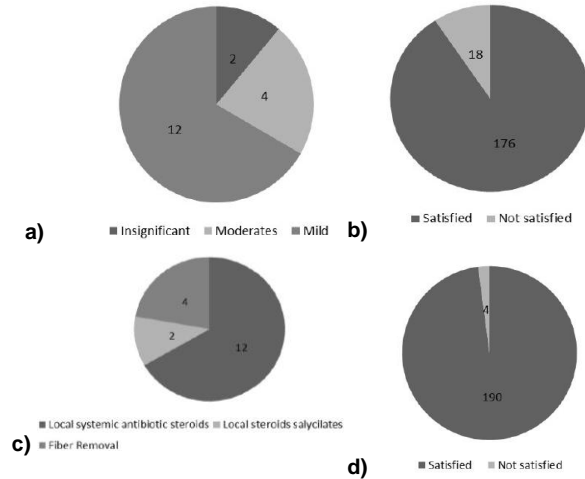 2
4
12
a)
Insignificant Moderates Mild
18
176
b)
Satisfied Not satisfied
4
2
12
Local systemic antibiotic steroids Local steroids salycilates
Fiber Removal
c)
4
190
d)
Satisfied Not satisfied